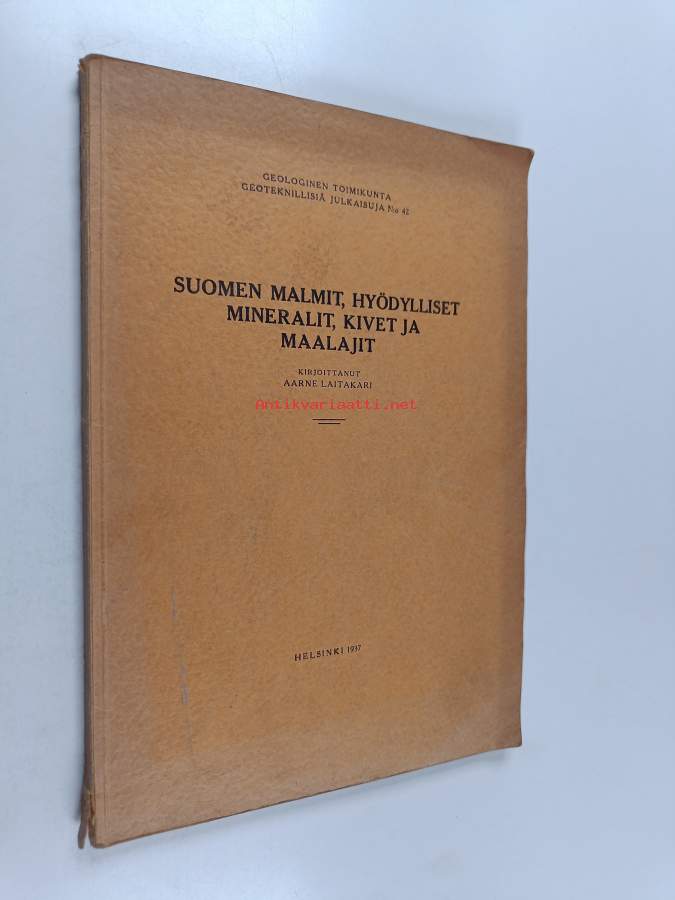 GEOLOGINEN TOIMIKUNTA
GEOTEKNILLISIÄ JULKAISUJA N:o 42
SUOMEN MALMIT, HYÖDYLLISET
MINERALIT, KIVET JA
MAALAJIT
KIRJOITTANUT
AARNE LAITAKARI
Antikvariaatti.net
HELSINKI 1937